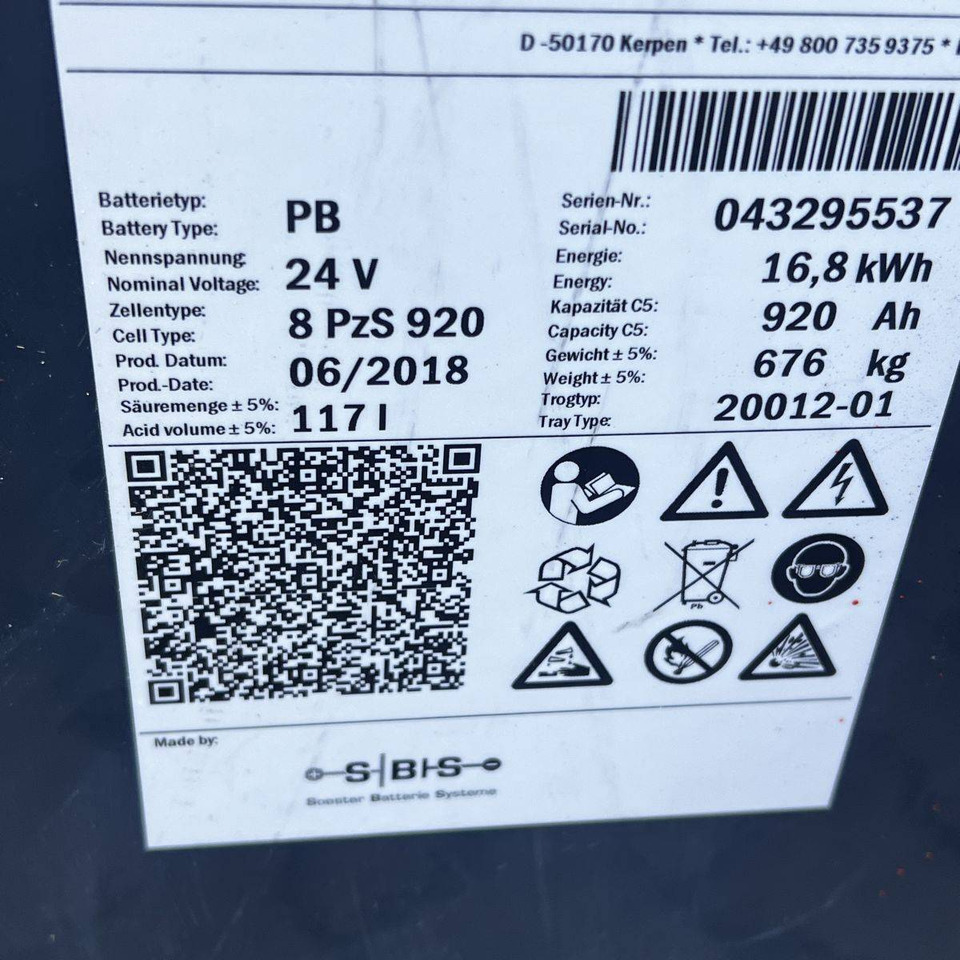 D -50170 Kerpen * Tel.: +49 800 7359375 *
Batterietyp:
Battery Type: PB
Nennspannung:
Nominal Voltage: 24 V
Zellentype:
Cell Type: 8 PzS 920
Prod. Datum:
Prod.-Date: 06/2018
Säuremenge ± 5%:
Acid volume ± 5%: 117 l
Serien-Nr.:
Serial-No.: 043295537
Energie:
Energy: 16,8 kWh
Kapazität C5:
Capacity C5: 920 Ah
Gewicht ± 5%:
Weight ± 5%: 676 kg
Trogtyp:
Tray Type: 20012-01
Pb
Made by:
S-BI-S
Batterie Systeme